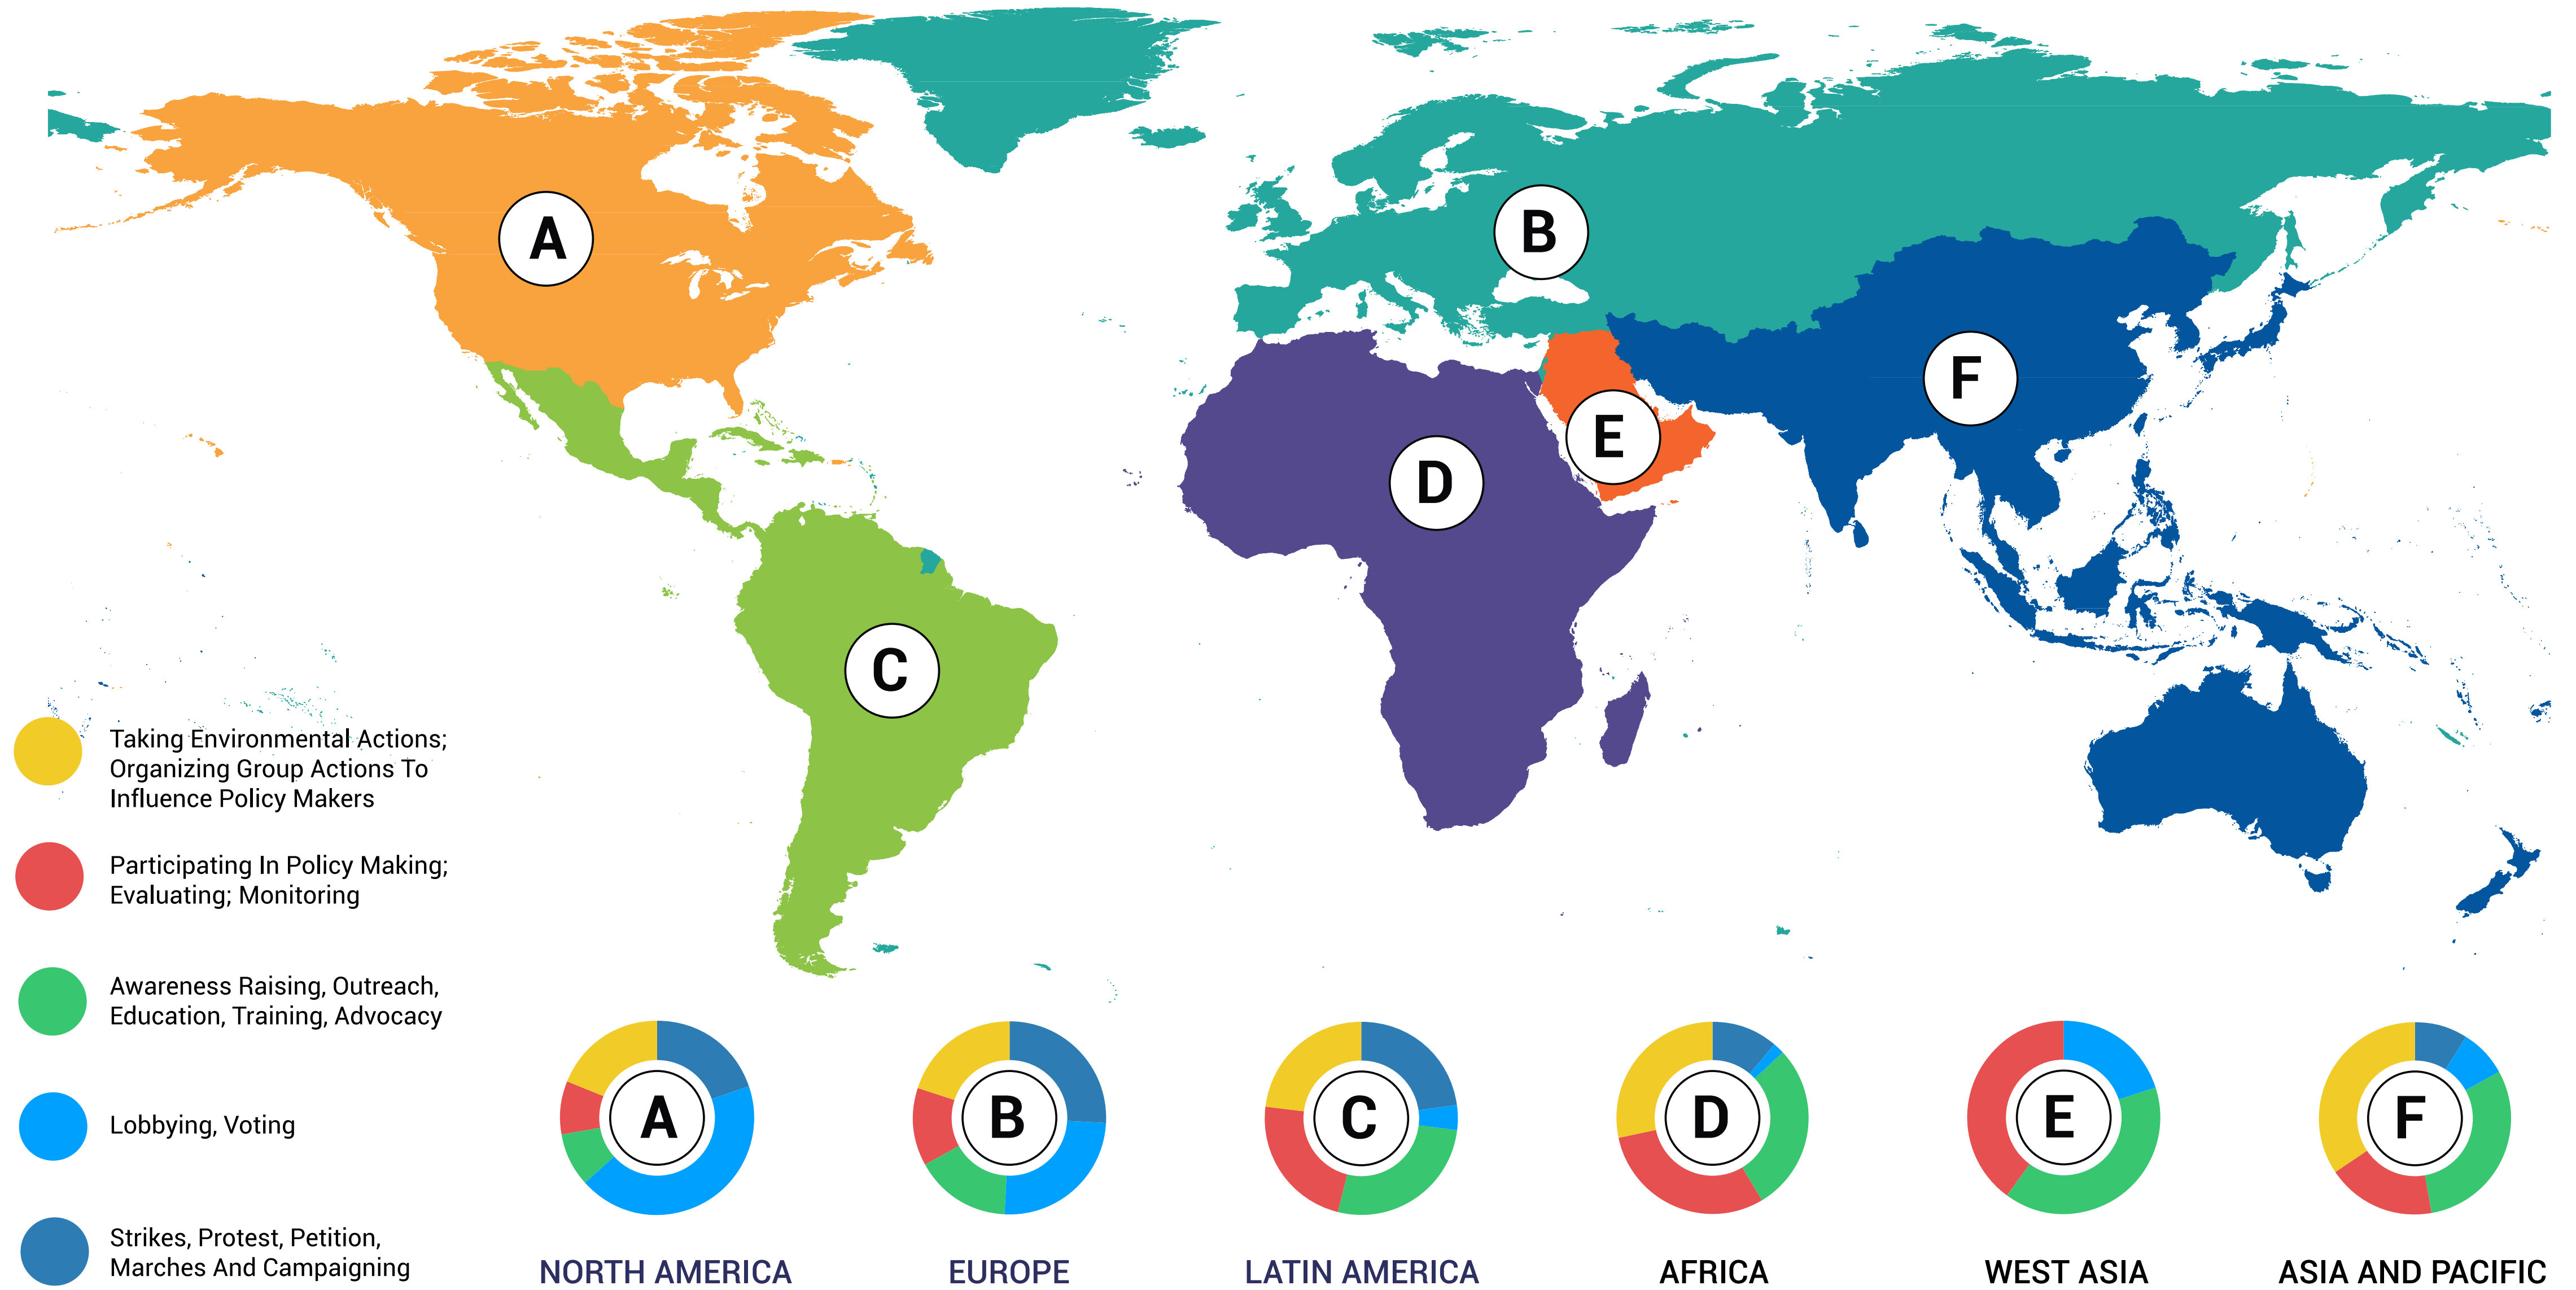 A
B
F
E
D
C
Taking Environmental Actions;
Organizing Group Actions To
Influence Policy Makers
Participating In Policy Making;
Evaluating; Monitoring
Awareness Raising, Outreach,
Education, Training, Advocacy
Lobbying, Voting
Strikes, Protest, Petition,
Marches And Campaigning
A
B
C
D
E
F
NORTH AMERICA
EUROPE
LATIN AMERICA
AFRICA
WEST ASIA
ASIA AND PACIFIC